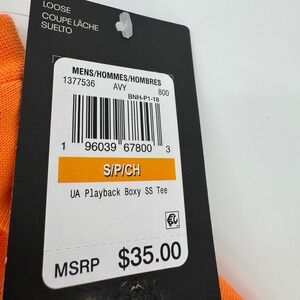 LOOSE
COUPE LÂCHE
SUELTO
MENS/HOMMES/HOMBRES
1377536 AVY 800
BNH-P1-18
1 96039 67800 3
S/P/CH
UA Playback Boxy SS Tee
MSRP $35.00